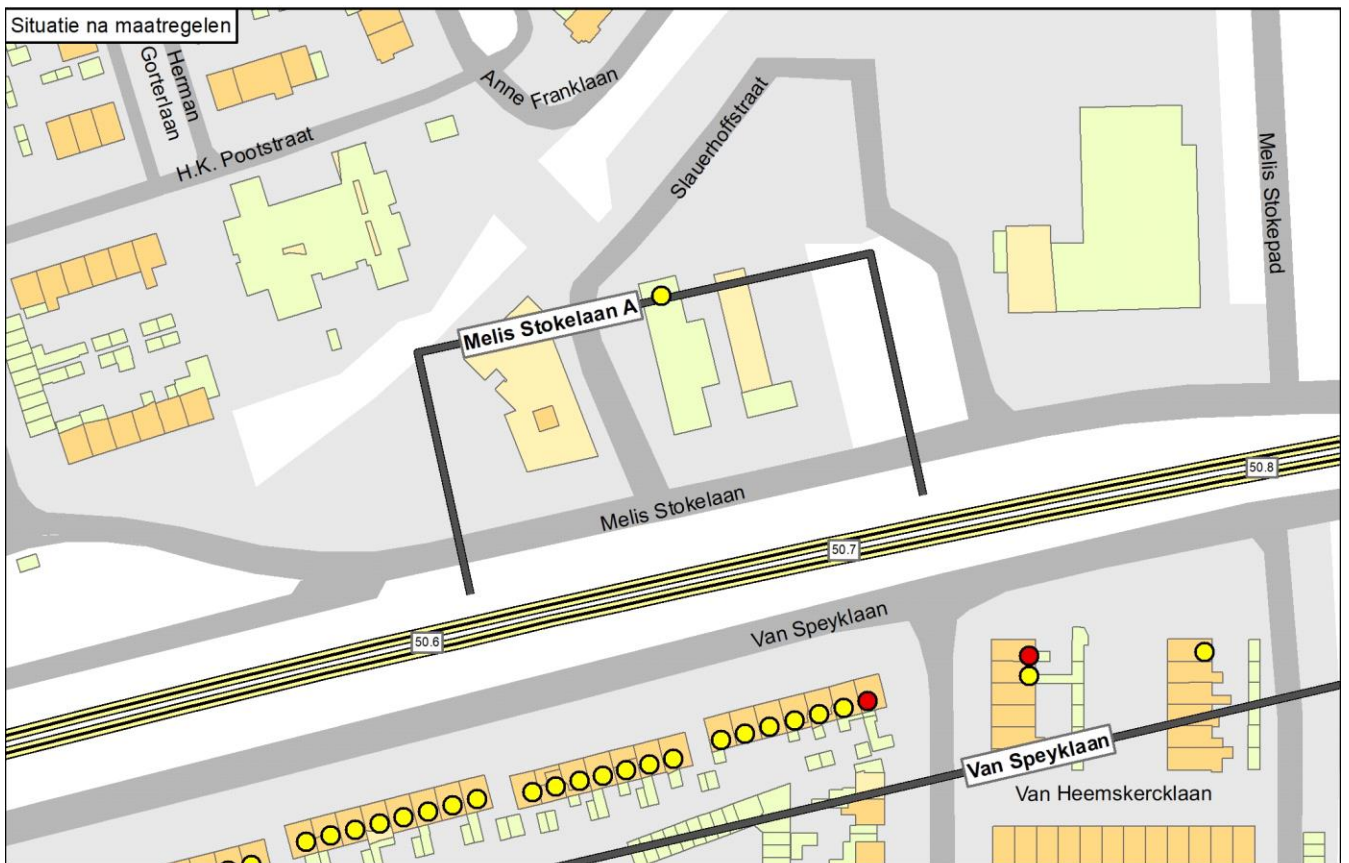 Situatie na maatregelen
Herman
Gorterlaan
Anne Franklaan
H.K. Pootstraat
Slauerhoffstraat
Melis Stokepad
Melis Stokelaan A
Melis Stokelaan
50.8
50.7
50.6
Van Speyklaan
Van Speyklaan
Van Heemskercklaan